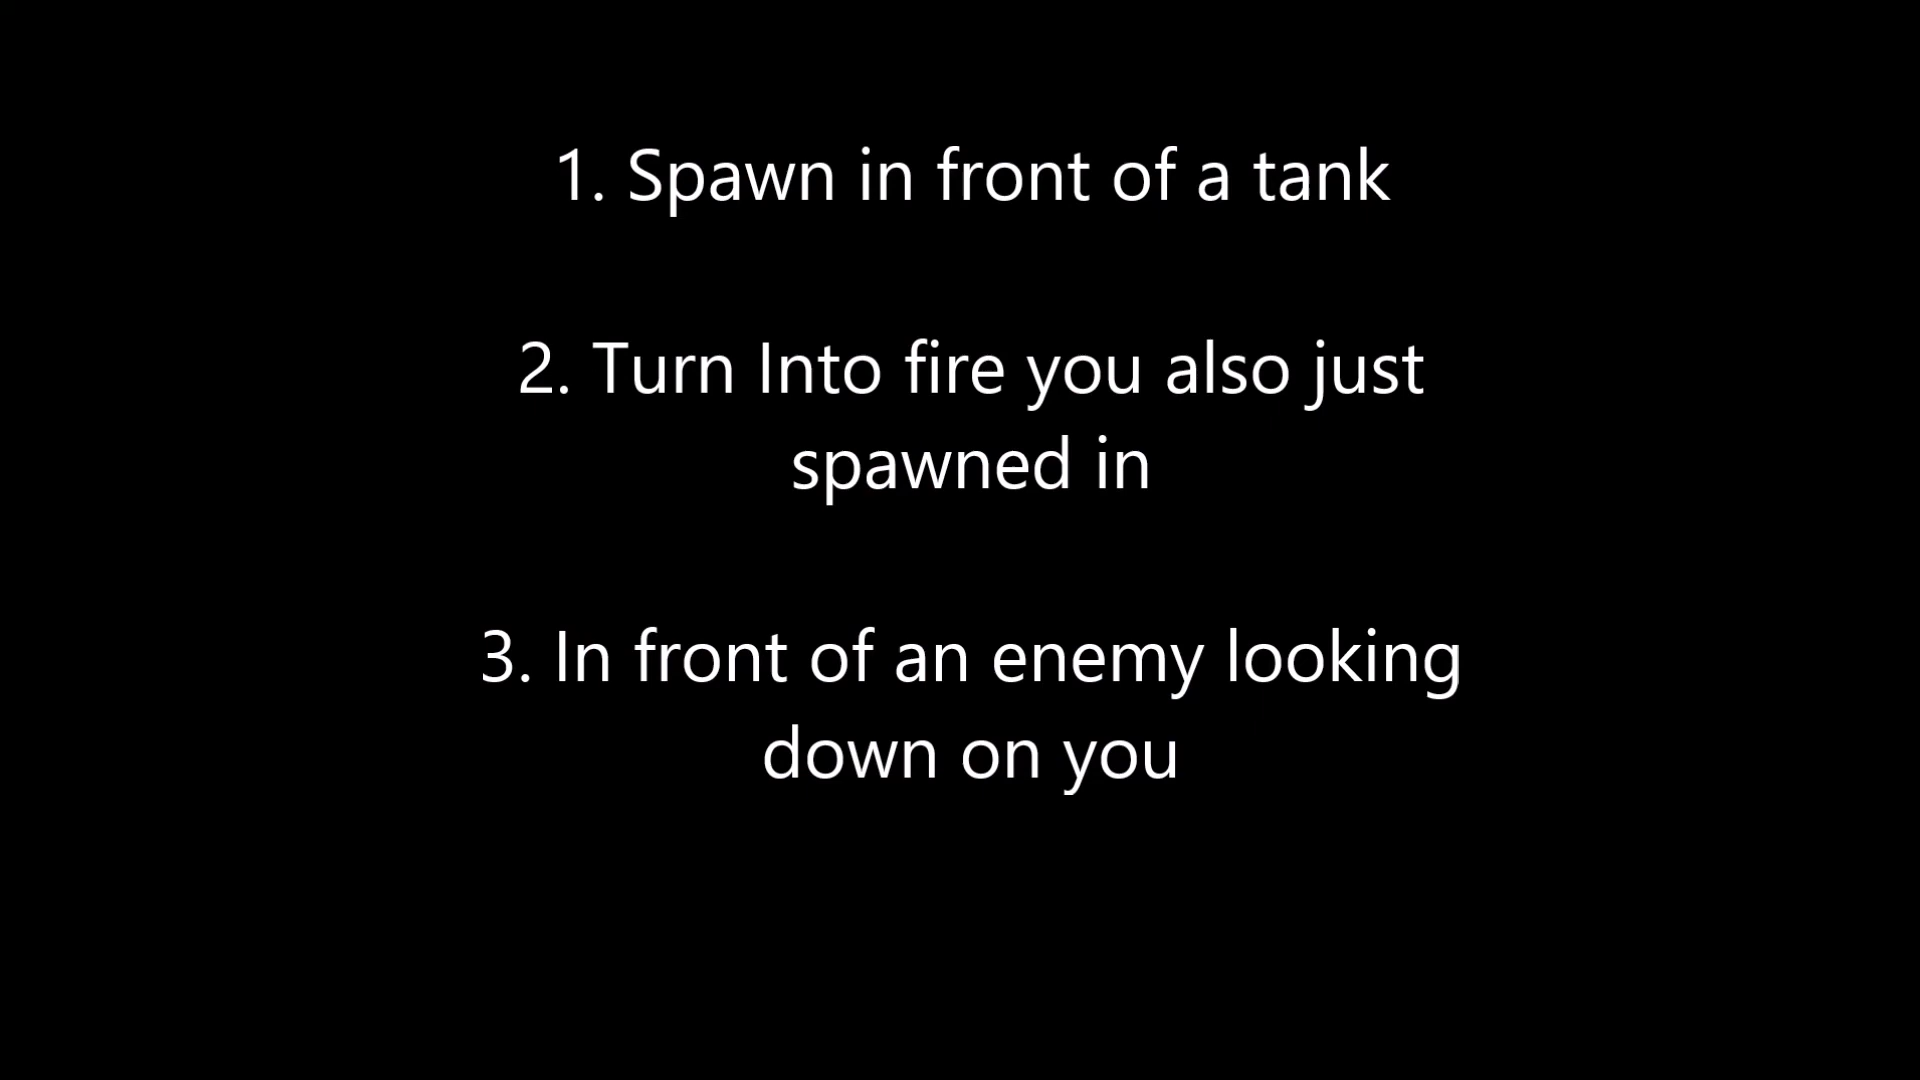 1. Spawn in front of a tank
2. Turn Into fire you also just
spawned in
3. In front of an enemy looking
down on you